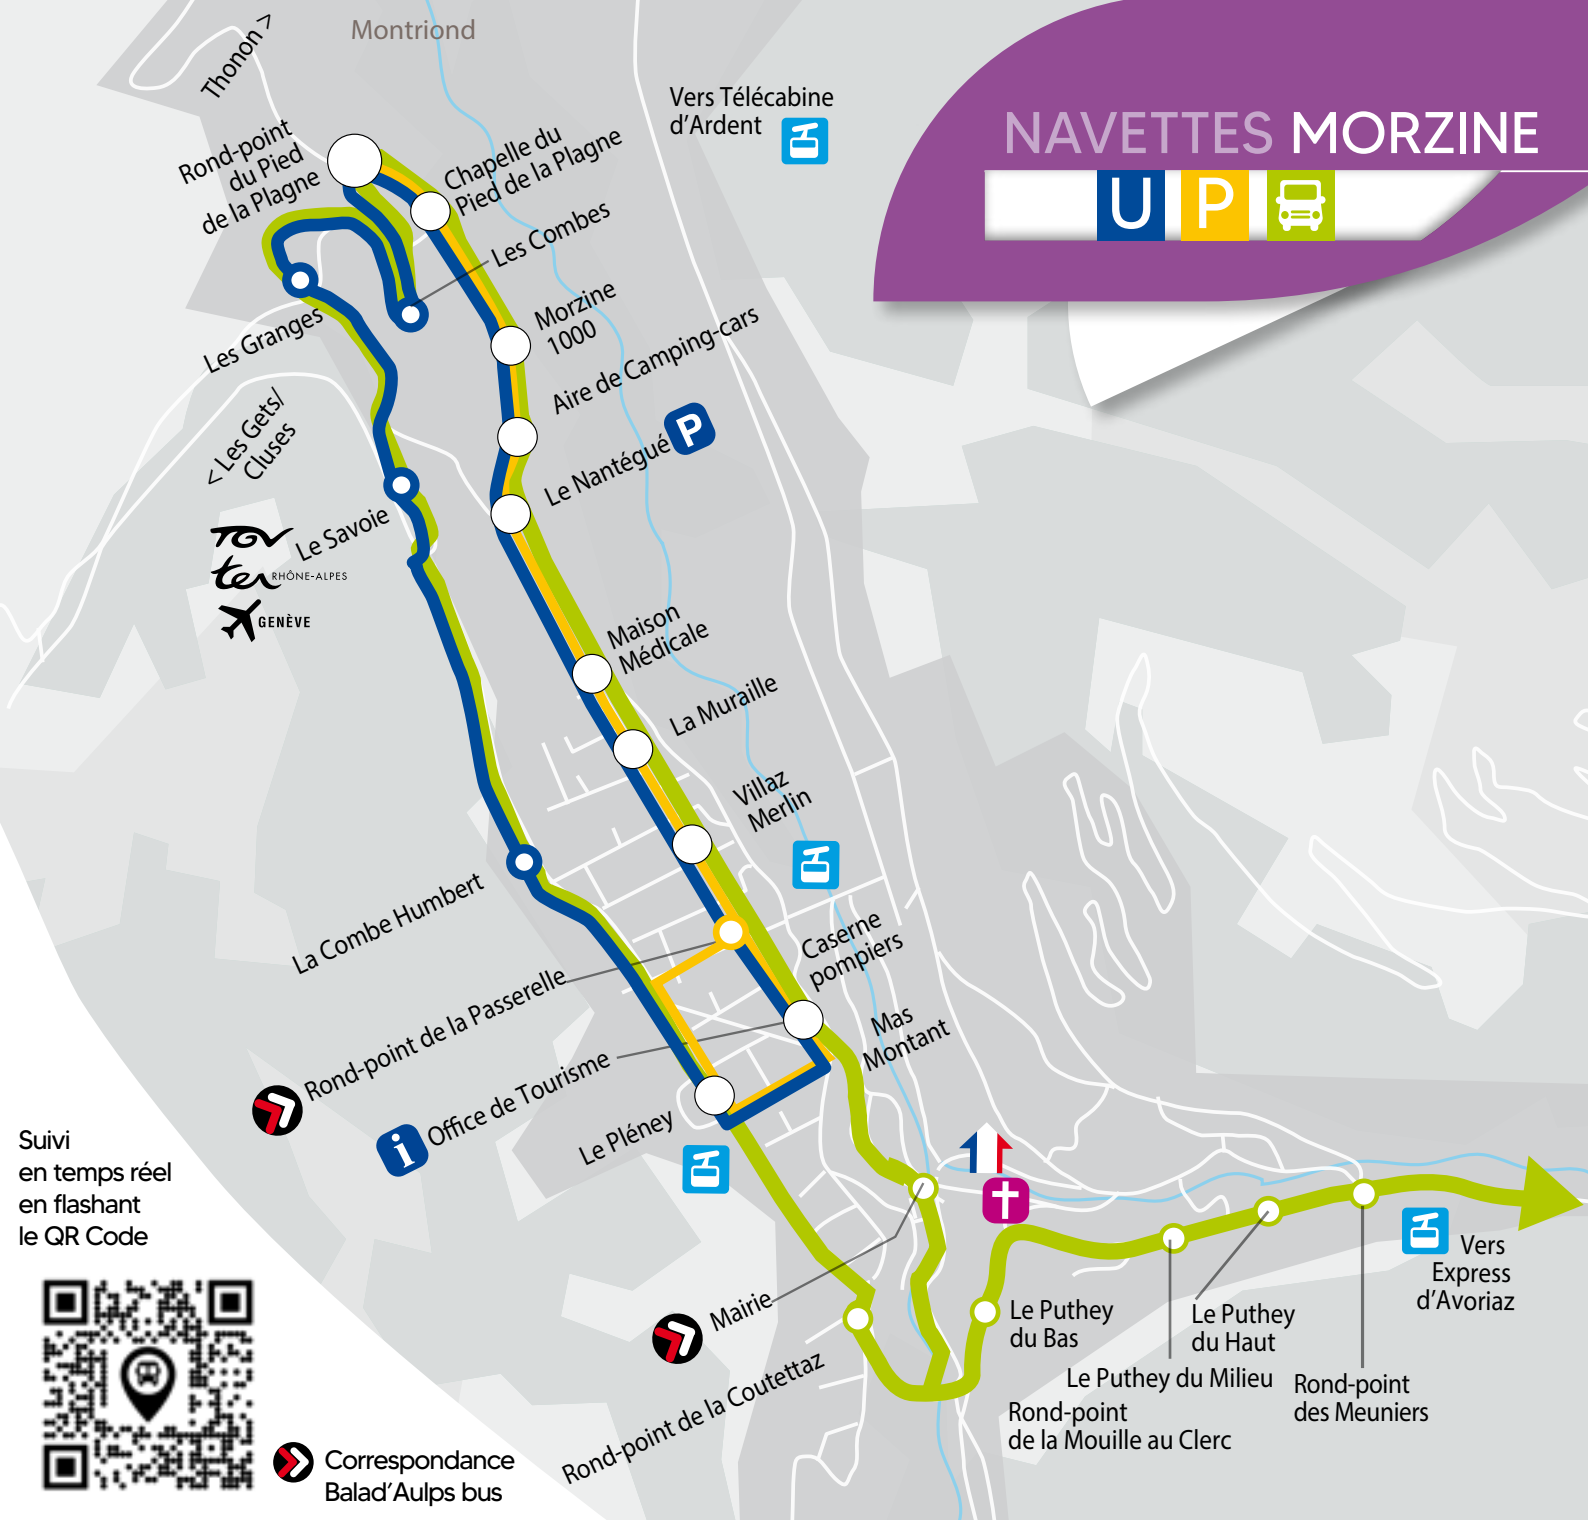 Montriond
Thonon >
NAVETTES MORZINE
U P
Vers Télécabine
d'Ardent
Rond-point
du Pied
de la Plagne
Chapelle du
Pied de la Plagne
Les Combes
Morzine
1000
Aire de Camping-cars
Les Granges
< Les Gets/
Cluses
Le Nantégué
P
Le Savoie
TGV
ter RHÔNE-ALPES
GENÈVE
Maison
Médicale
La Muraille
Villaz
Merlin
La Combe Humbert
Caserne
pompiers
Rond-point de la Passerelle
Mas
Montant
Office de Tourisme
i
Le Pléney
Suivi
en temps réel
en flashant
le QR Code
Mairie
Rond-point de la Coutettaz
Le Puthey
du Bas
Le Puthey
du Haut
Le Puthey du Milieu
Vers
Express
d'Avoriaz
Rond-point
des Meuniers
Rond-point
de la Mouille au Clerc
Correspondance
Balad'Aulps bus